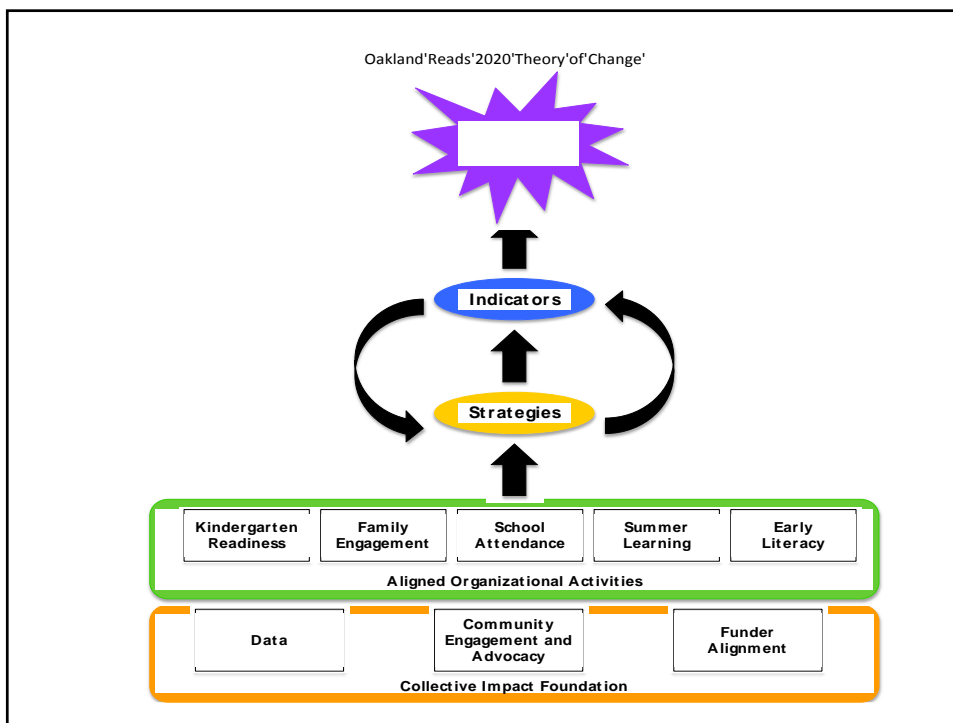 Oakland'Reads'2020'Theory'of'Change'
Indicators
Strategies
Kindergarten
Readiness
Family
Engagement
School
Attendance
Summer
Learning
Early
Literacy
Aligned Organizational Activities
Data
Community
Engagement and
Advocacy
Funder
Alignment
Collective Impact Foundation